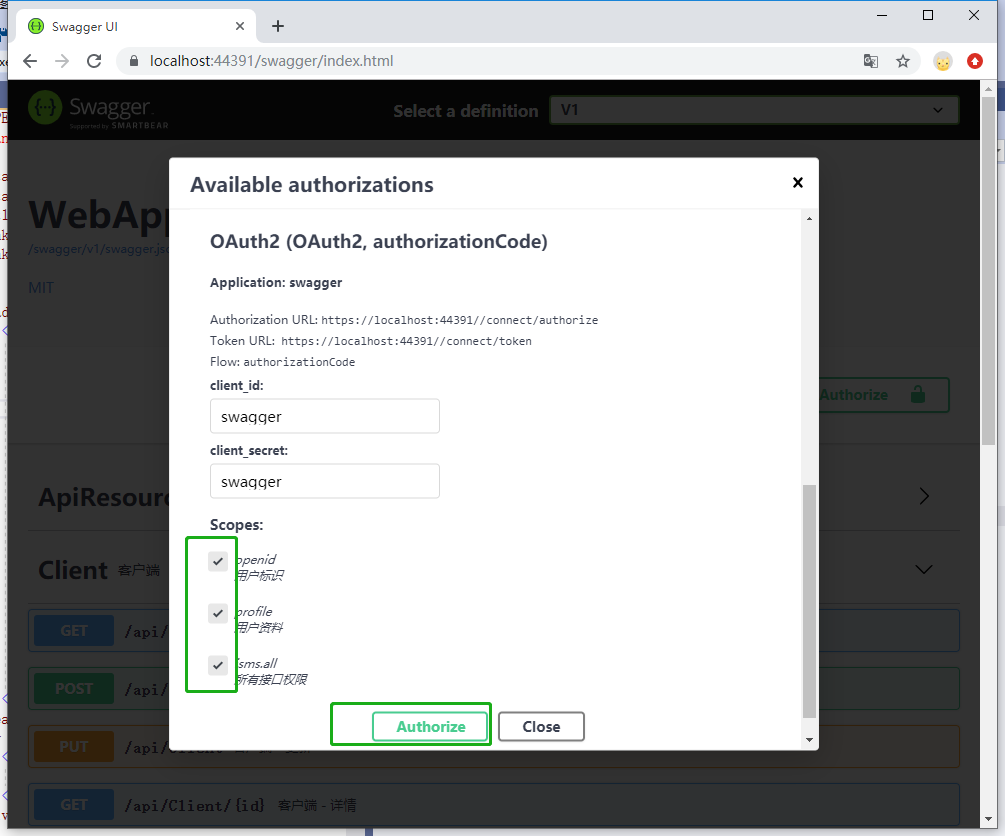 Swagger UI
localhost:44391/swagger/index.html
Swagger
Supported by SMARTBEAR
Select a definition
V1
Available authorizations
WebApp
/swagger/v1/swagger.jso
MIT
OAuth2 (OAuth2, authorizationCode)
Application: swagger
Authorization URL: https://localhost:44391//connect/authorize
Token URL: https://localhost:44391//connect/token
Flow: authorizationCode
client_id:
swagger
Authorize
client_secret:
swagger
ApiResour
Scopes:
openid
用户标识
Client 客户端
profile
用户资料
GET /api/
sms.all
所有接口权限
POST /api/
Authorize
Close
PUT /api/Client
GET /api/Client/{id} 客户端 - 详情